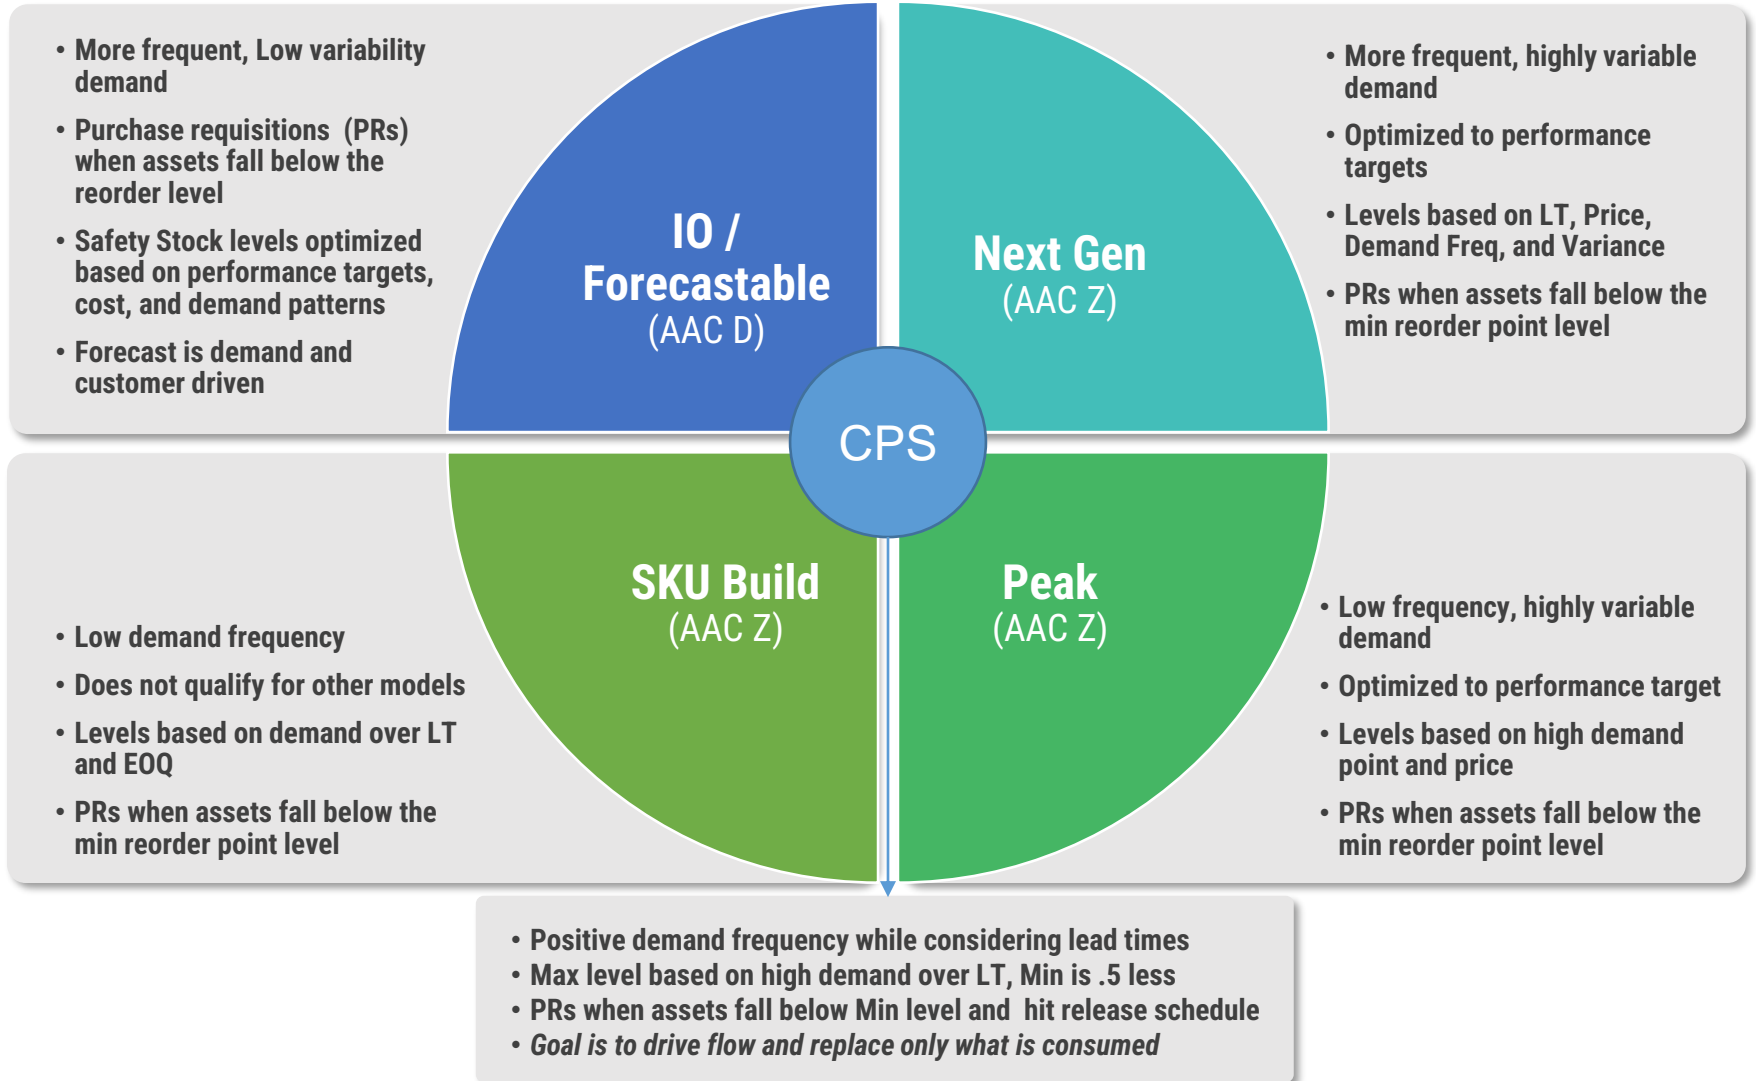 • More frequent, Low variability
demand
• Purchase requisitions (PRs)
when assets fall below the
reorder level
• Safety Stock levels optimized
based on performance targets,
cost, and demand patterns
• Forecast is demand and
customer driven
IO /
Forecastable
(AAC D)
Next Gen
(AAC Z)
• More frequent, highly variable
demand
• Optimized to performance
targets
• Levels based on LT, Price,
Demand Freq, and Variance
• PRs when assets fall below the
min reorder point level
CPS
• Low demand frequency
• Does not qualify for other models
• Levels based on demand over LT
and EOQ
• PRs when assets fall below the
min reorder point level
SKU Build
(AAC Z)
Peak
(AAC Z)
• Low frequency, highly variable
demand
• Optimized to performance target
• Levels based on high demand
point and price
• PRs when assets fall below the
min reorder point level
• Positive demand frequency while considering lead times
• Max level based on high demand over LT, Min is .5 less
• PRs when assets fall below Min level and hit release schedule
• Goal is to drive flow and replace only what is consumed